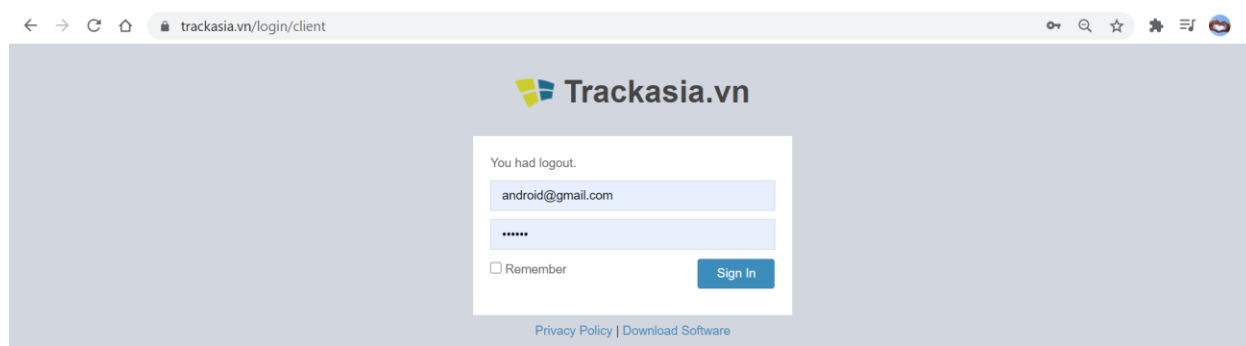 trackasia.vn/login/client
Trackasia.vn
You had logout.
android@gmail.com
••••••
Remember
Sign In
Privacy Policy | Download Software